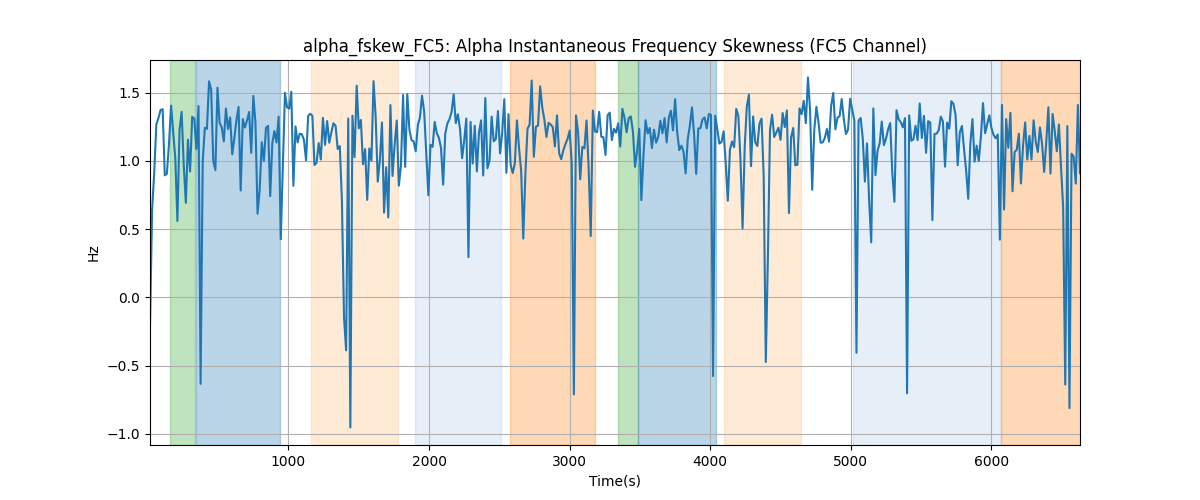 alpha_fskew_FC5: Alpha Instantaneous Frequency Skewness (FC5 Channel)
1.5
1.0
0.5
0.0
−0.5
−1.0
Hz
1000 2000 3000 4000 5000 6000
Time(s)